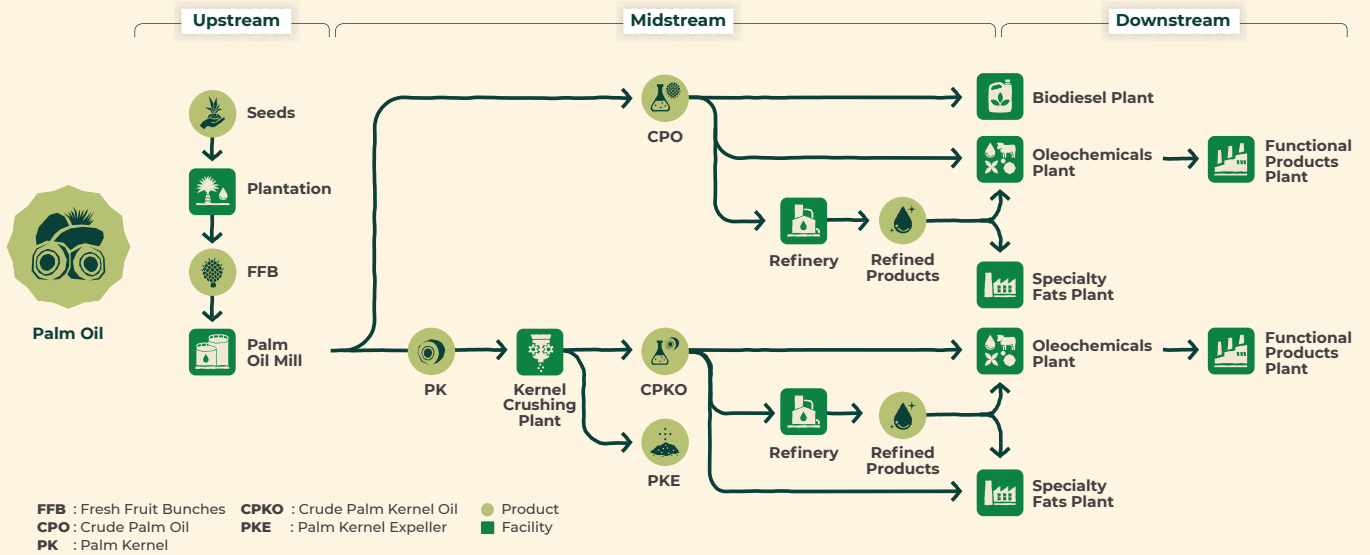 Upstream
Midstream
Downstream
Seeds
Plantation
FFB
Palm
Oil Mill
Palm Oil
CPO
Biodiesel Plant
Oleochemicals
Plant
Functional
Products
Plant
Refinery
Refined
Products
Specialty
Fats Plant
PK
Kernel
Crushing
Plant
CPKO
PKE
Oleochemicals
Plant
Functional
Products
Plant
Refinery
Refined
Products
Specialty
Fats Plant
FFB : Fresh Fruit Bunches
CPO : Crude Palm Oil
PK : Palm Kernel
CPKO : Crude Palm Kernel Oil
PKE : Palm Kernel Expeller
Product
Facility